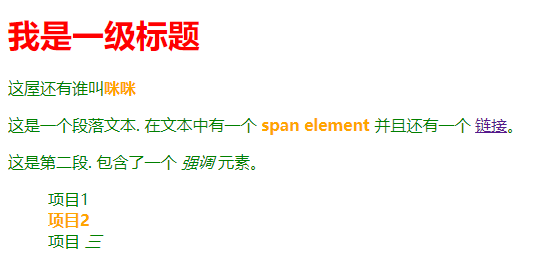 我是一级标题
这屋还有谁叫咪咪
这是一个段落文本. 在文本中有一个 span element 并且还有一个 链接。
这是第二段. 包含了一个 强调 元素。
项目1
项目2
项目 三